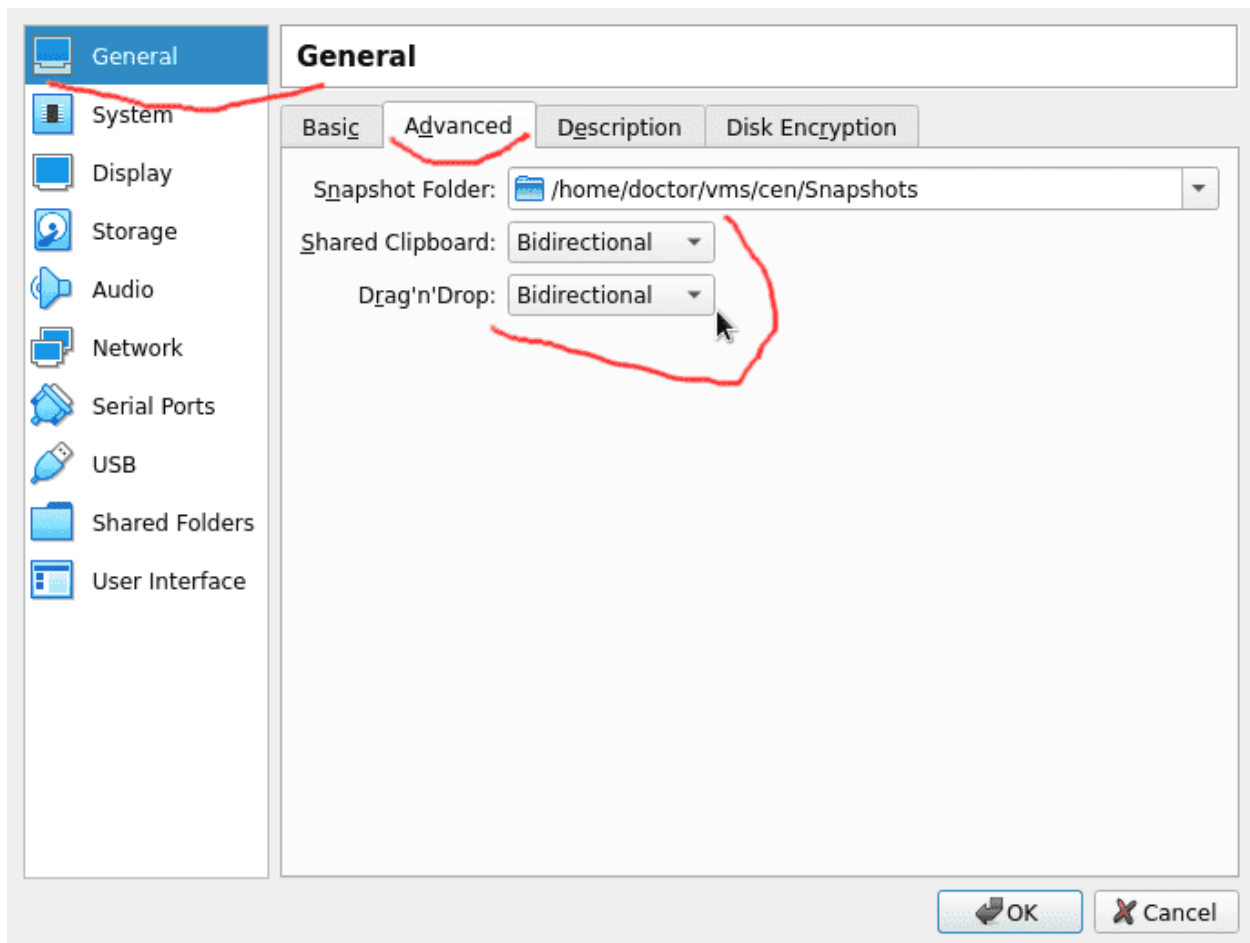 General
System
Display
Storage
Audio
Network
Serial Ports
USB
Shared Folders
User Interface
General
Basic Advanced Description Disk Encryption
Snapshot Folder: /home/doctor/vms/cen/Snapshots
Shared Clipboard: Bidirectional
Drag'n'Drop: Bidirectional
OK Cancel